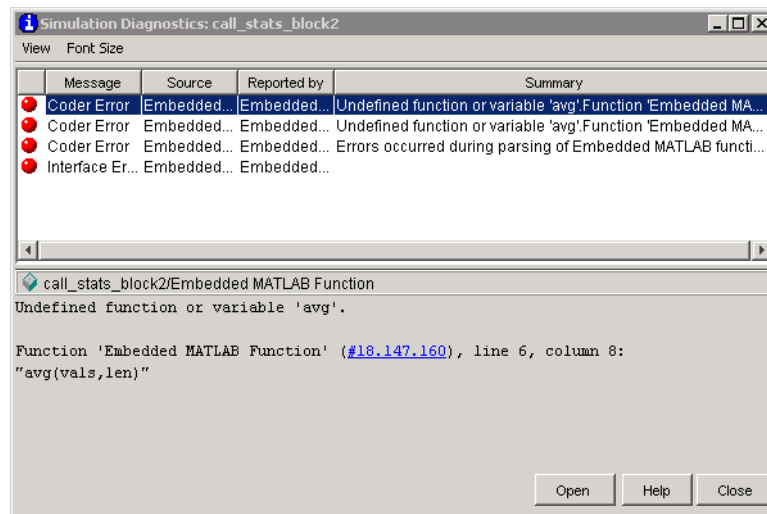 Simulation Diagnostics: call_stats_block2
View Font Size
Message Source Reported by Summary
Coder Error Embedded... Embedded... Undefined function or variable 'avg'.Function 'Embedded MA...
Coder Error Embedded... Embedded... Undefined function or variable 'avg'.Function 'Embedded MA...
Coder Error Embedded... Embedded... Errors occurred during parsing of Embedded MATLAB functi...
Interface Er... Embedded... Embedded...
call_stats_block2/Embedded MATLAB Function
Undefined function or variable 'avg'.
Function 'Embedded MATLAB Function' (#18.147.160), line 6, column 8:
"avg(vals,len)"
Open Help Close